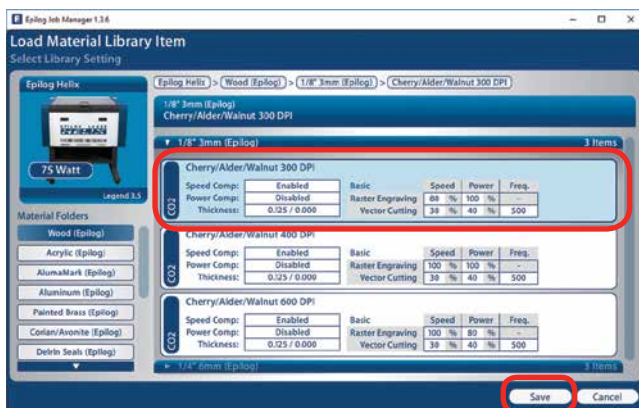 Epilog Job Manager 1.3.6
Load Material Library Item
Select Library Setting
Epilog Helix
75 Watt
Legend 3.5
Material Folders
Wood (Epilog)
Acrylic (Epilog)
AlumaMark (Epilog)
Aluminum (Epilog)
Painted Brass (Epilog)
Corian/Avonite (Epilog)
Delrin Seals (Epilog)
Epilog Helix > Wood (Epilog) > 1/8" 3mm (Epilog) > Cherry/Alder/Walnut 300 DPI
1/8" 3mm (Epilog)
Cherry/Alder/Walnut 300 DPI
1/8" 3mm (Epilog) 3 Items
CO2
Cherry/Alder/Walnut 300 DPI
Speed Comp: Enabled Basic Speed Power Freq.
Power Comp: Disabled Raster Engraving 80 % 100 % -
Thickness: 0.125 / 0.000 Vector Cutting 30 % 40 % 500
CO2
Cherry/Alder/Walnut 400 DPI
Speed Comp: Enabled Basic Speed Power Freq.
Power Comp: Disabled Raster Engraving 100 % 100 % -
Thickness: 0.125 / 0.000 Vector Cutting 30 % 40 % 500
CO2
Cherry/Alder/Walnut 600 DPI
Speed Comp: Enabled Basic Speed Power Freq.
Power Comp: Disabled Raster Engraving 100 % 80 % -
Thickness: 0.125 / 0.000 Vector Cutting 30 % 40 % 500
1/4" 6mm (Epilog) 3 Items
Save Cancel